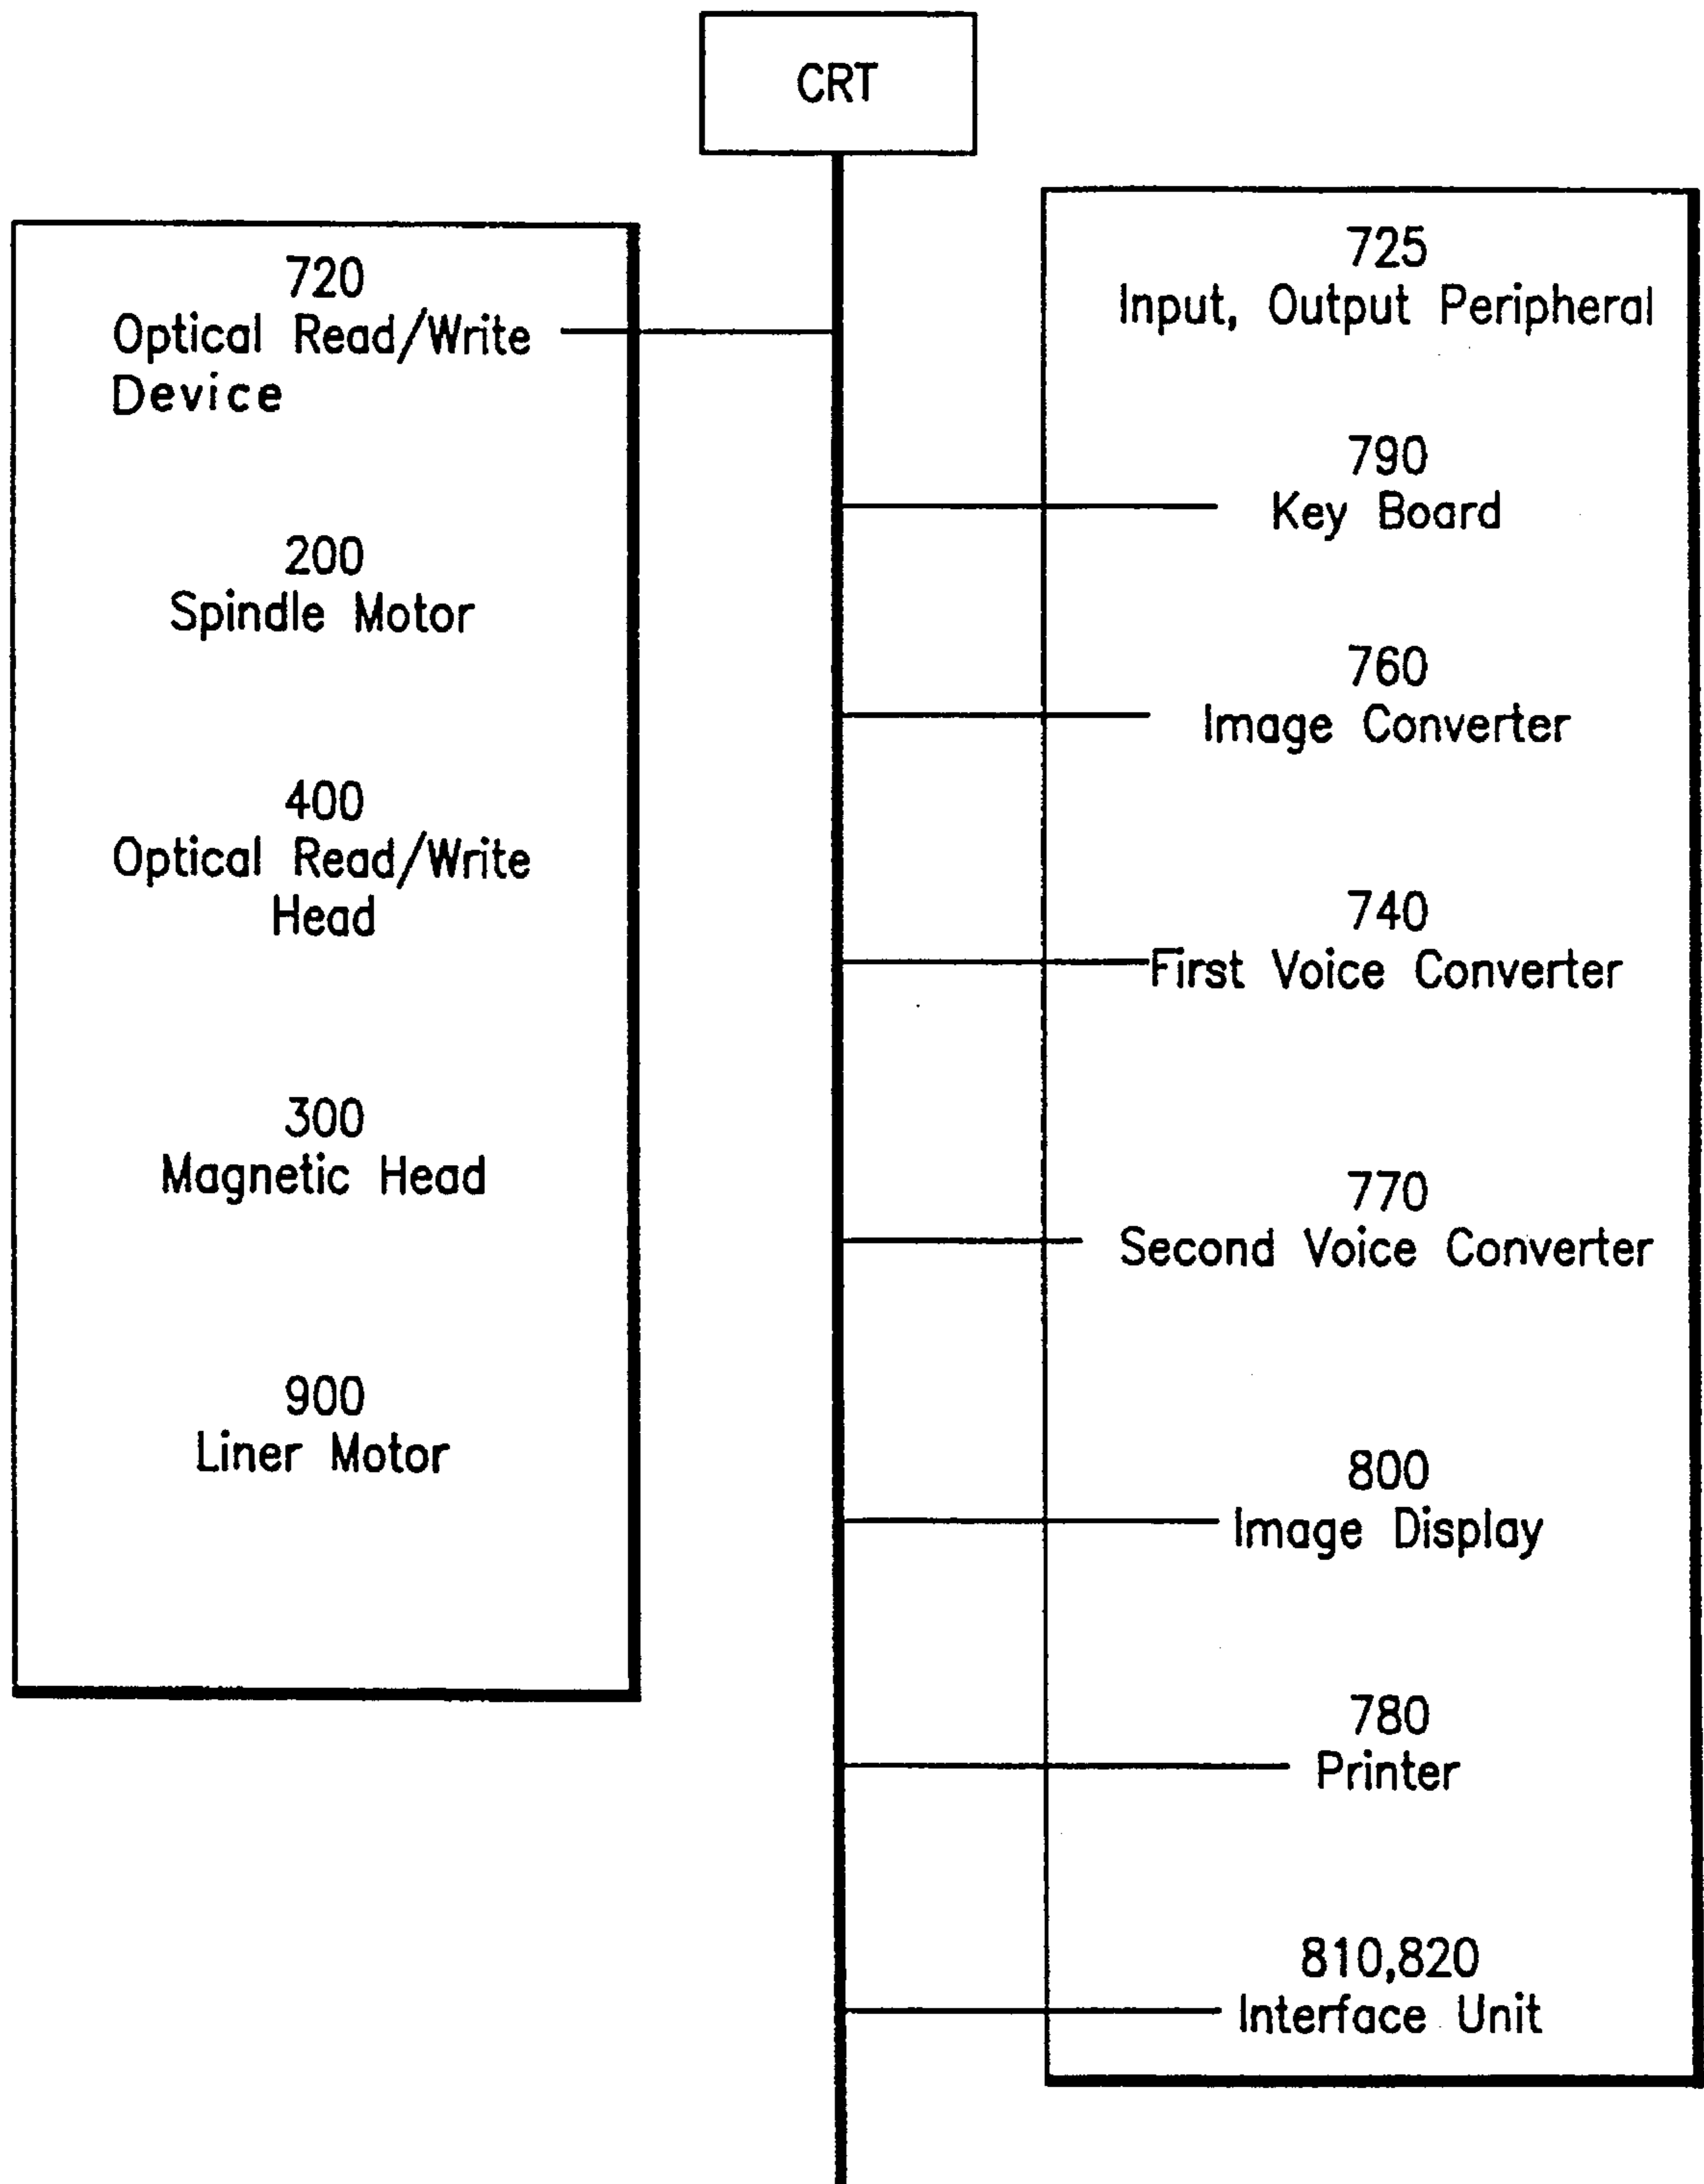 CRT
720
Optical Read/Write
Device
200
Spindle Motor
400
Optical Read/Write
Head
300
Magnetic Head
900
Liner Motor
725
Input, Output Peripheral
790
Key Board
760
Image Converter
740
First Voice Converter
770
Second Voice Converter
800
Image Display
780
Printer
810,820
Interface Unit